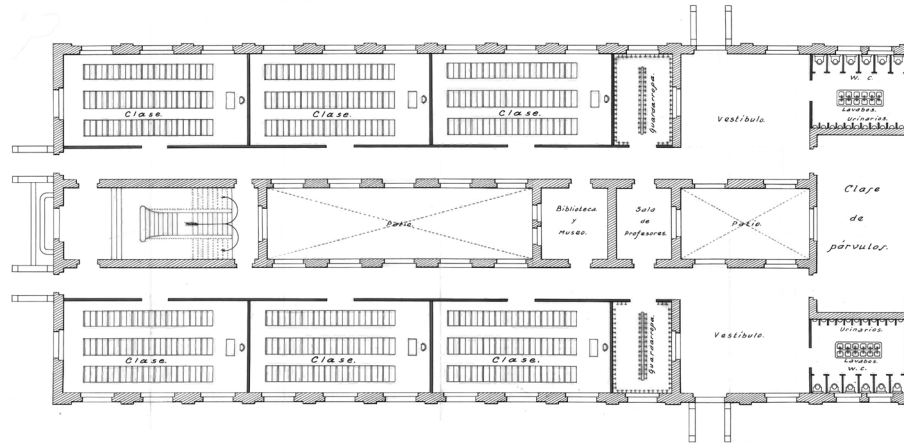 Clase.
Clase.
Clase.
Guardarropa.
Vestíbulo.
W. C.
Lavabos.
Urinarios.
Patio.
Biblioteca
y
Museo.
Sala
de
Profesores.
Patio.
Clase
de
párvulos.
Clase.
Clase.
Clase.
Guardarropa.
Vestíbulo.
Urinarios.
Lavabos.
W. C.